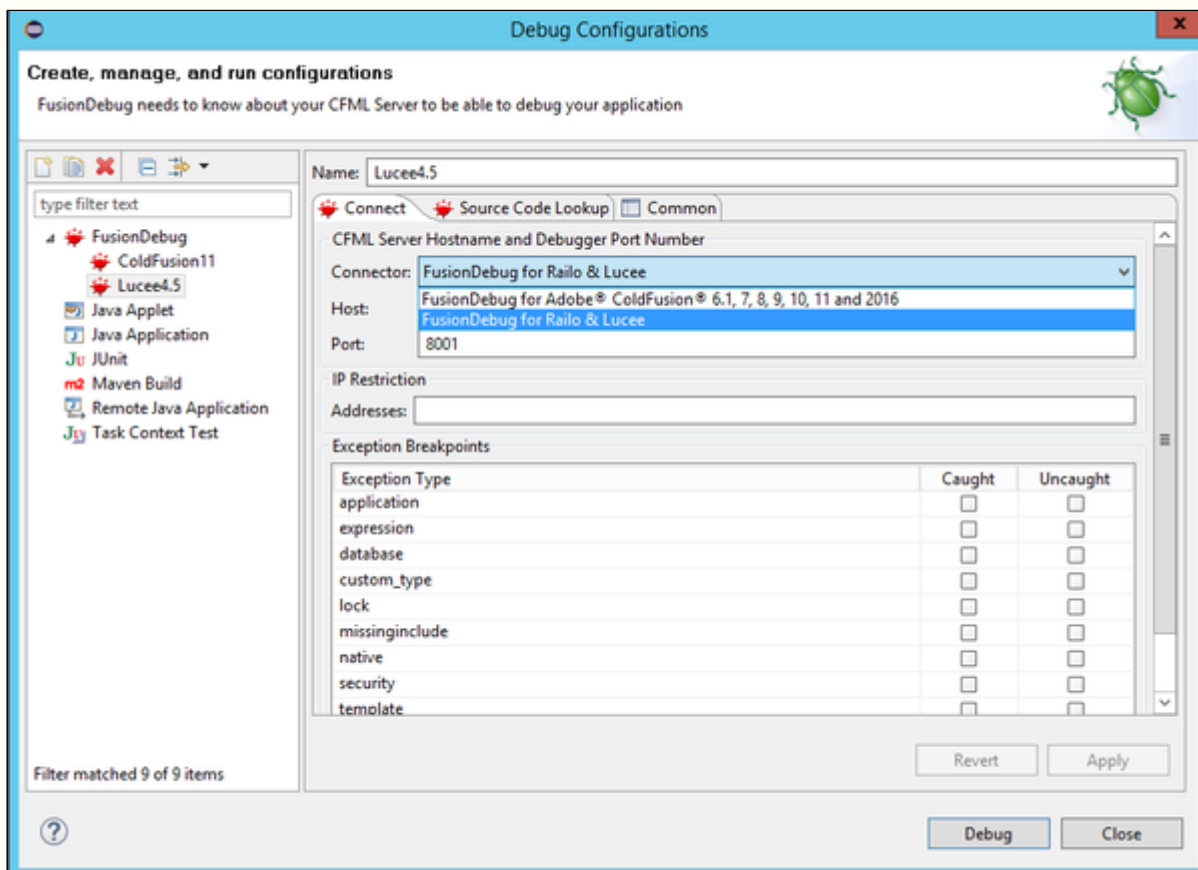 Debug Configurations
x
Create, manage, and run configurations
FusionDebug needs to know about your CFML Server to be able to debug your application
type filter text
FusionDebug
ColdFusion11
Lucee4.5
Java Applet
Java Application
Ju JUnit
m2 Maven Build
Remote Java Application
Task Context Test
Filter matched 9 of 9 items
Name: Lucee4.5
Connect Source Code Lookup Common
CFML Server Hostname and Debugger Port Number
Connector: FusionDebug for Railo & Lucee
FusionDebug for Adobe® ColdFusion® 6.1, 7, 8, 9, 10, 11 and 2016
Host:
FusionDebug for Railo & Lucee
Port: 8001
IP Restriction
Addresses:
Exception Breakpoints
Exception Type Caught Uncaught
application
expression
database
custom_type
lock
missinginclude
native
security
template
Revert Apply
? Debug Close